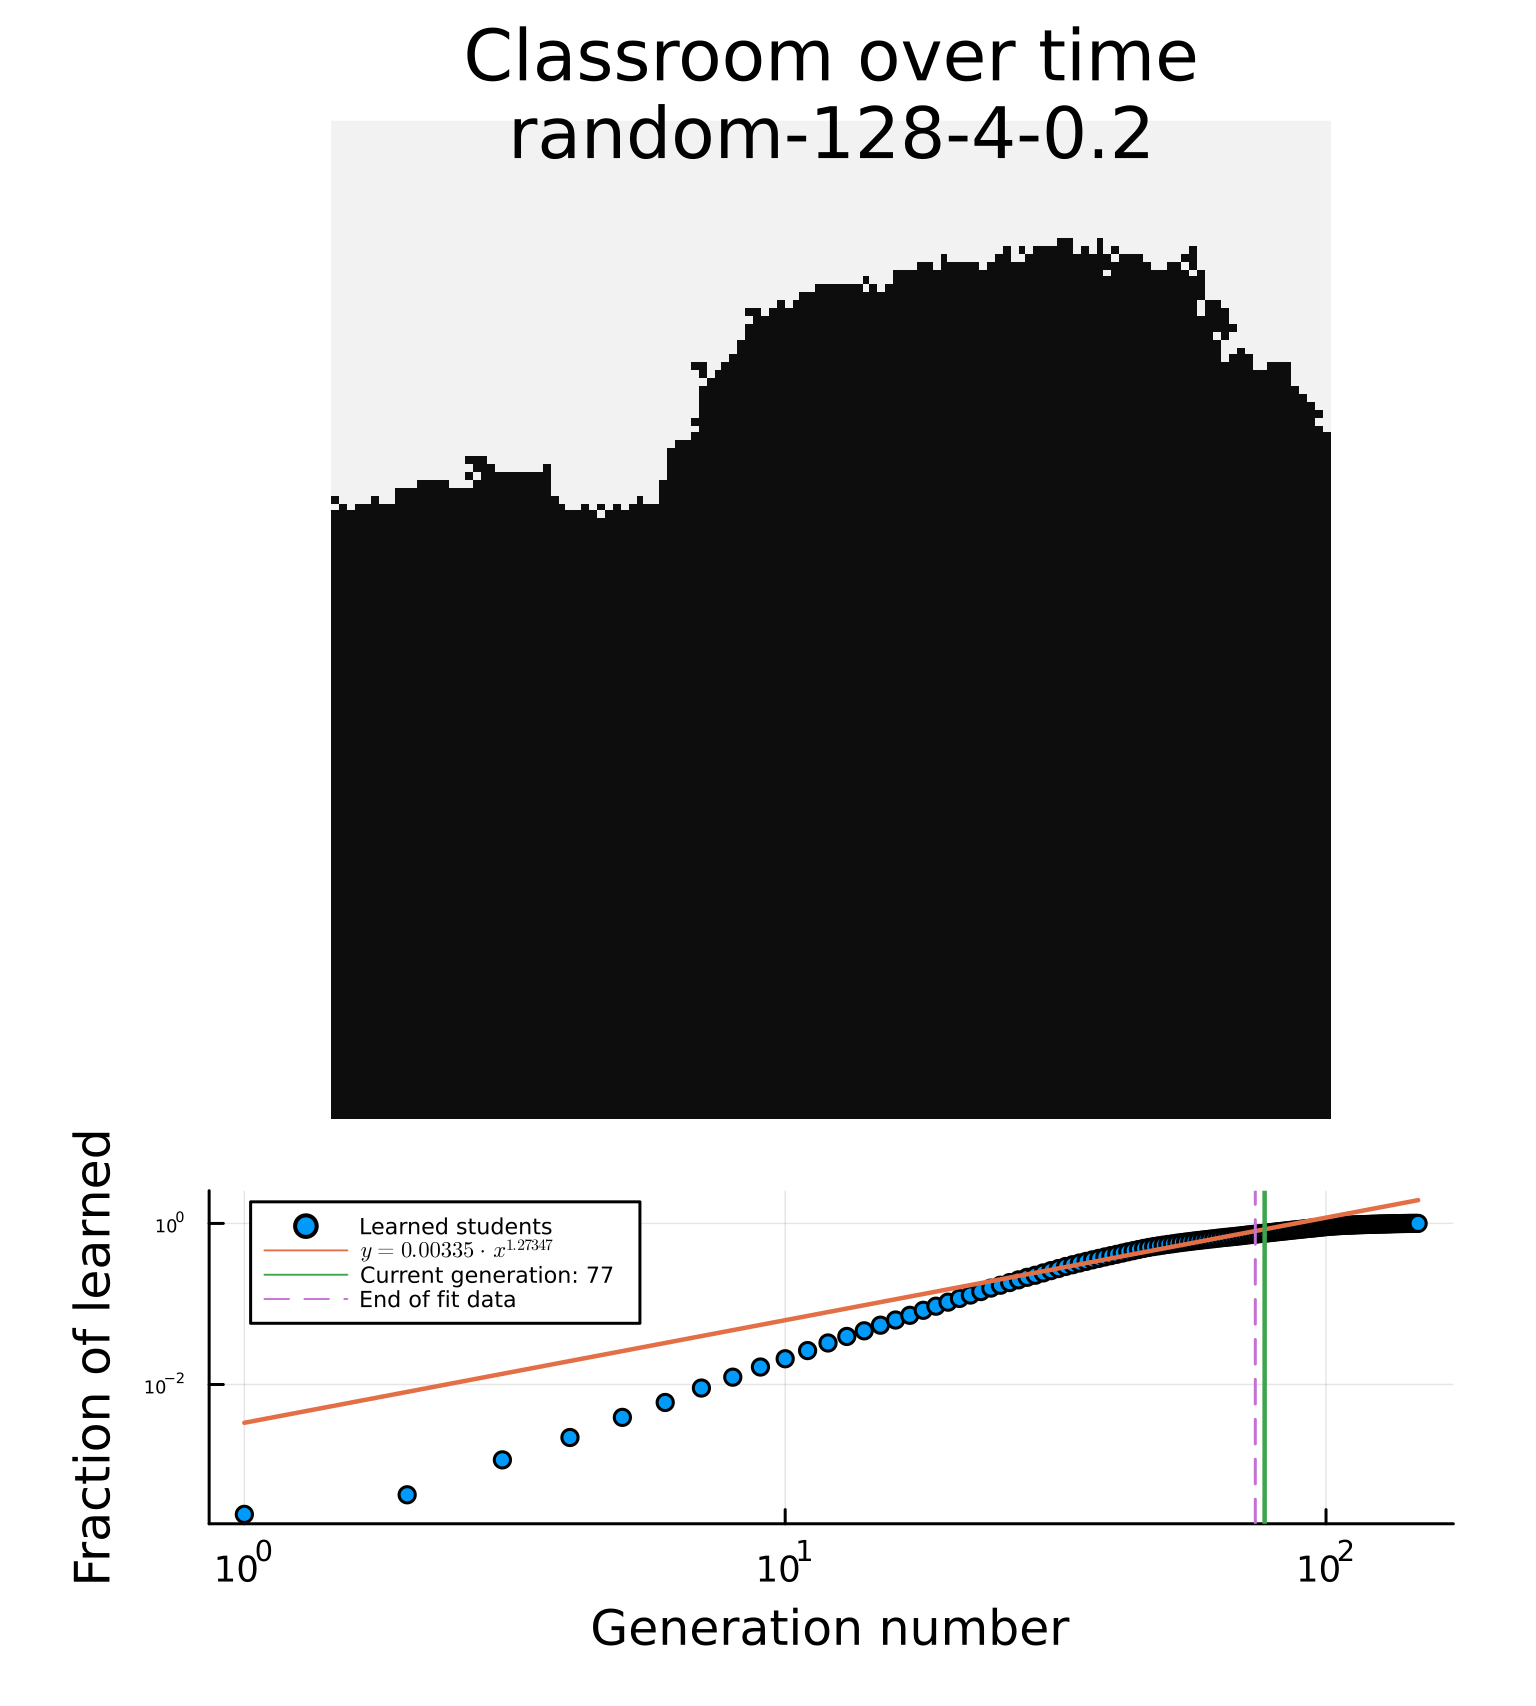 Classroom over time
random-128-4-0.2
Fraction of learned
10^0
10^-2
Learned students
y = 0.00335 · x^1.27347
Current generation: 77
End of fit data
10^0
10^1
10^2
Generation number